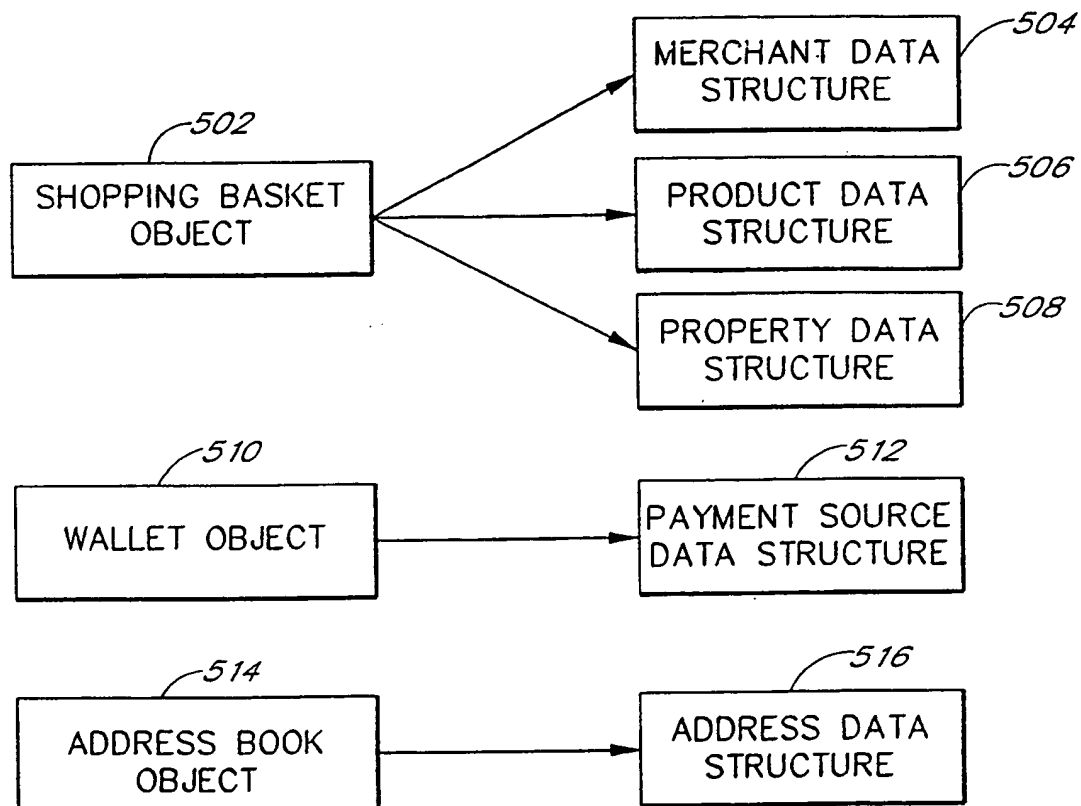 504
MERCHANT DATA
STRUCTURE
502
SHOPPING BASKET
OBJECT
506
PRODUCT DATA
STRUCTURE
508
PROPERTY DATA
STRUCTURE
510
WALLET OBJECT
512
PAYMENT SOURCE
DATA STRUCTURE
514
ADDRESS BOOK
OBJECT
516
ADDRESS DATA
STRUCTURE